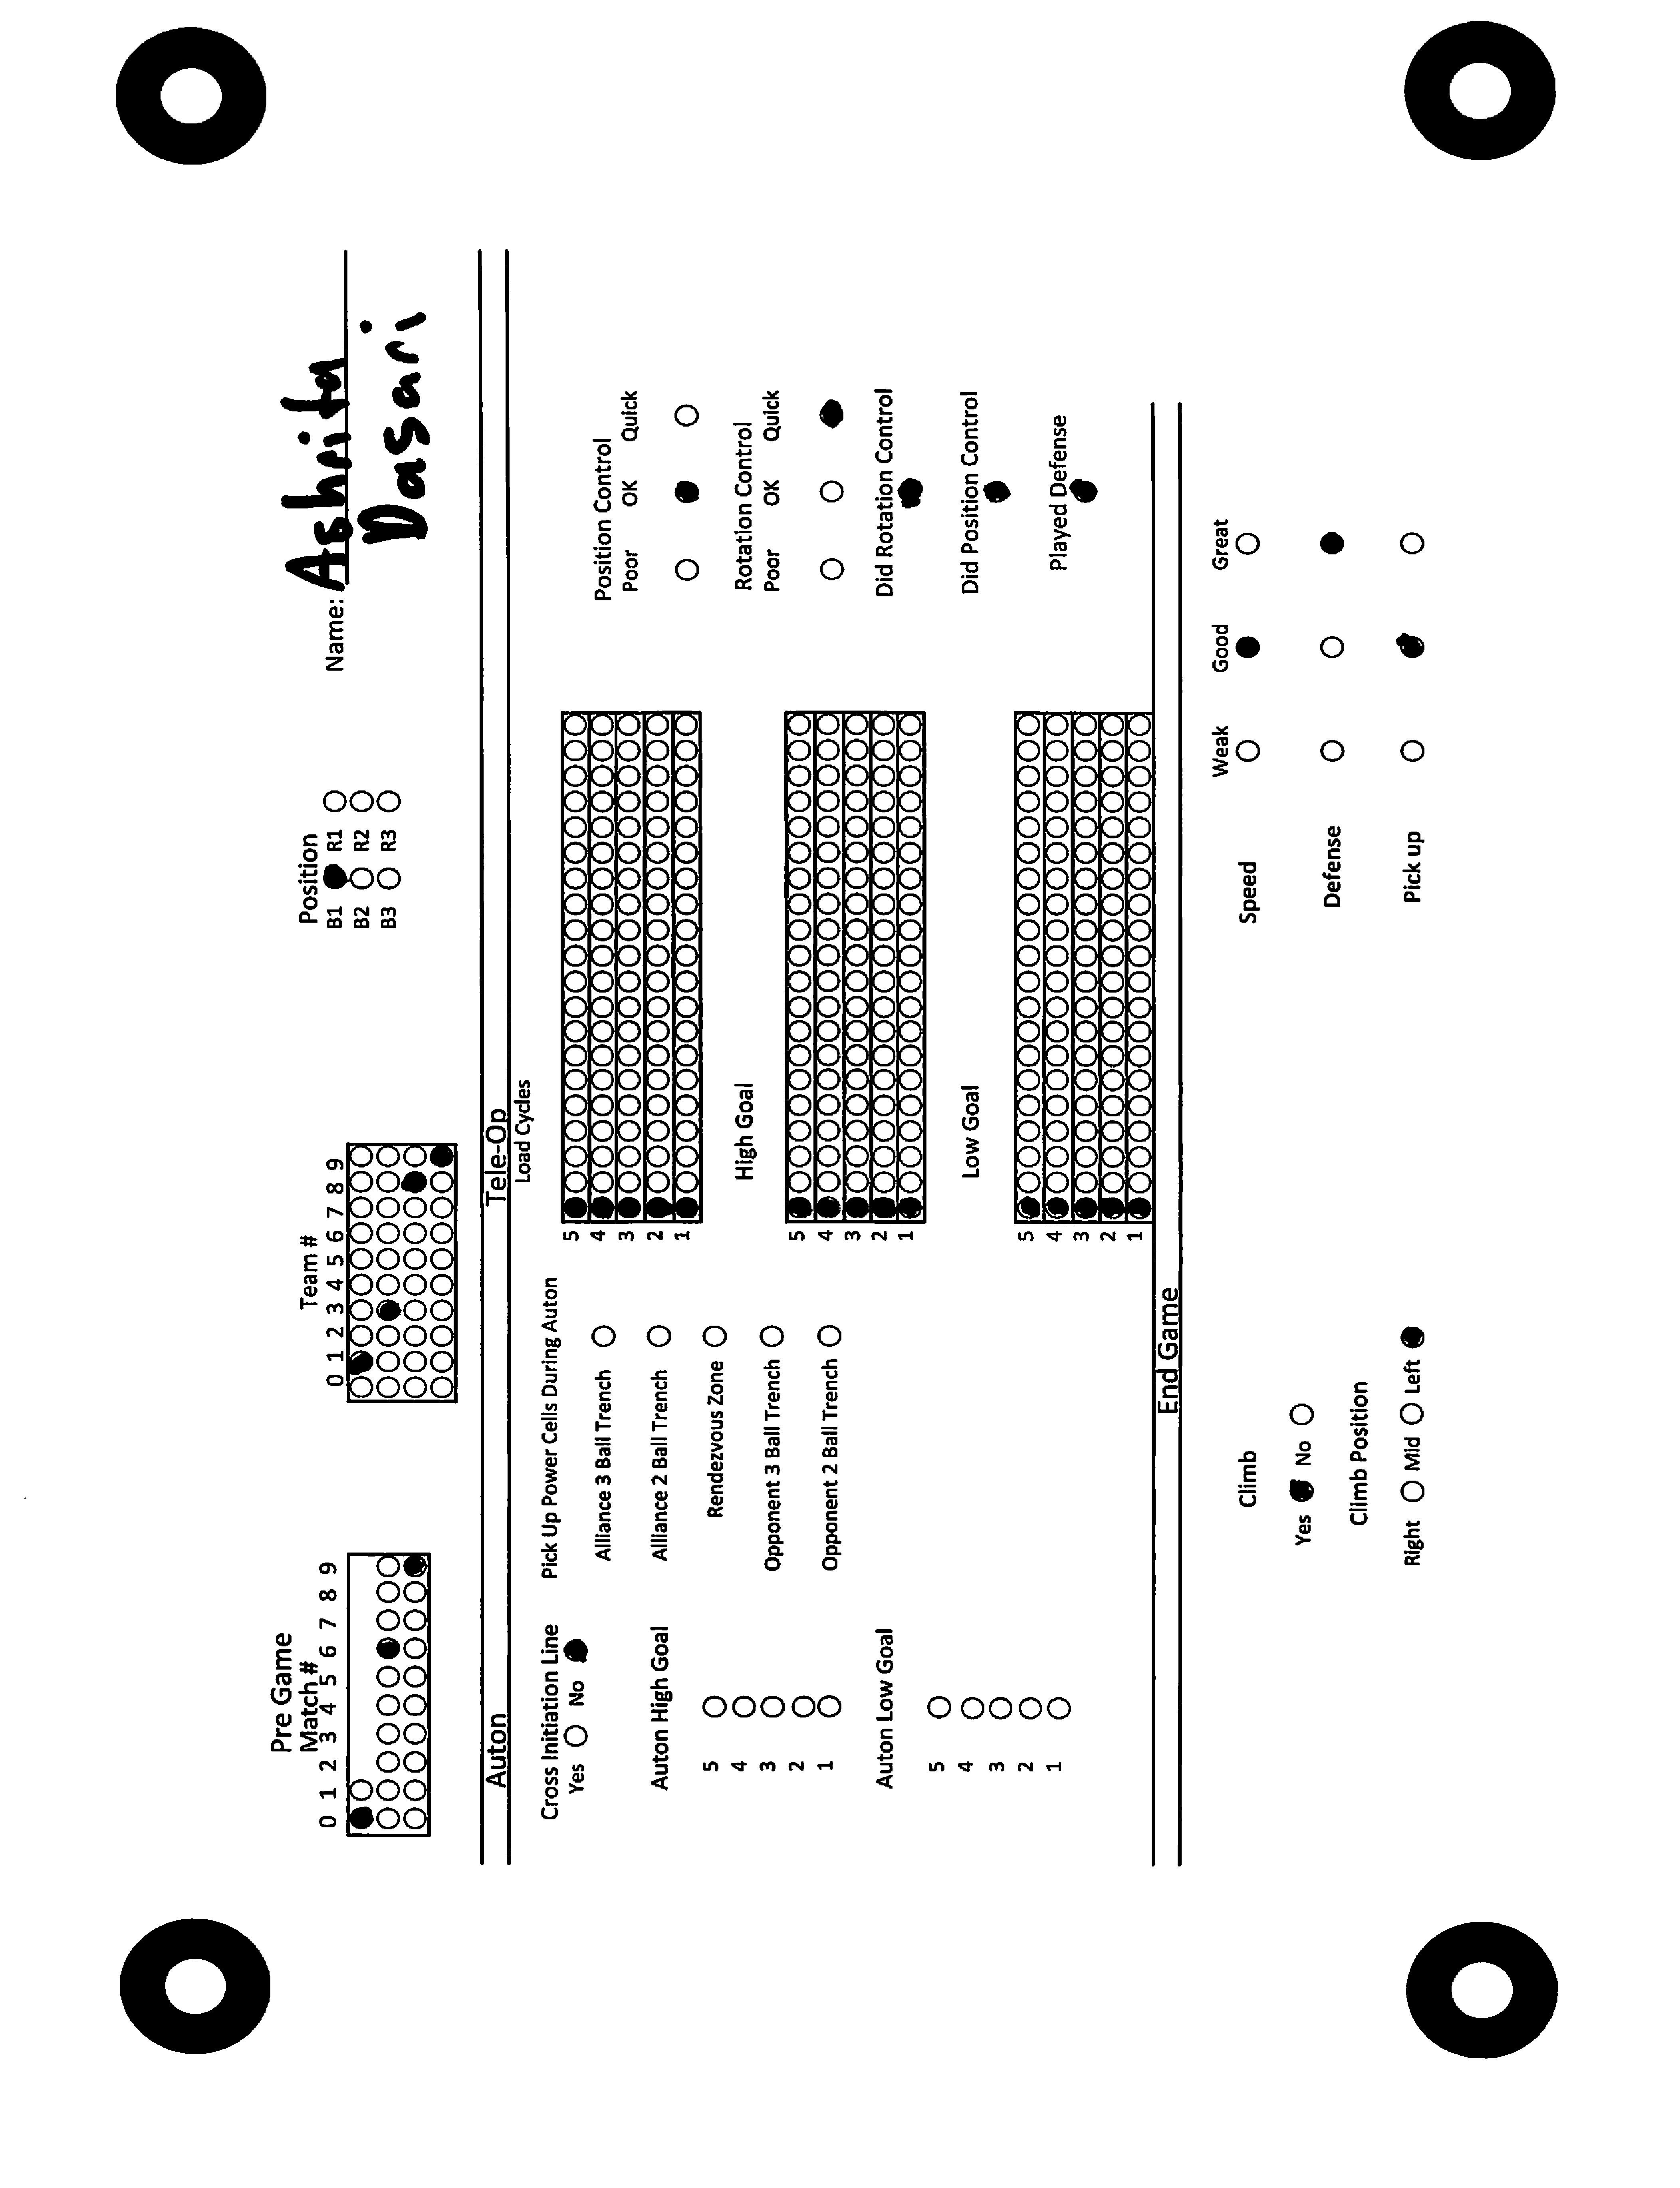 Pre Game
Match #
0 1 2 3 4 5 6 7 8 9
Team #
0 1 2 3 4 5 6 7 8 9
Position
B1 R1
B2 R2
B3 R3
Name: Ashrita
Dasari
Auton
Cross Initiation Line
Yes No
Auton High Goal
5
4
3
2
1
Auton Low Goal
5
4
3
2
1
Pick Up Power Cells During Auton
Alliance 3 Ball Trench
Alliance 2 Ball Trench
Rendezvous Zone
Opponent 3 Ball Trench
Opponent 2 Ball Trench
Tele-Op
Load Cycles
5
4
3
2
1
High Goal
5
4
3
2
1
Low Goal
5
4
3
2
1
Position Control
Poor OK Quick
Rotation Control
Poor OK Quick
Did Rotation Control
Did Position Control
Played Defense
End Game
Climb
Yes No
Climb Position
Right Mid Left
Weak Good Great
Speed
Defense
Pick up